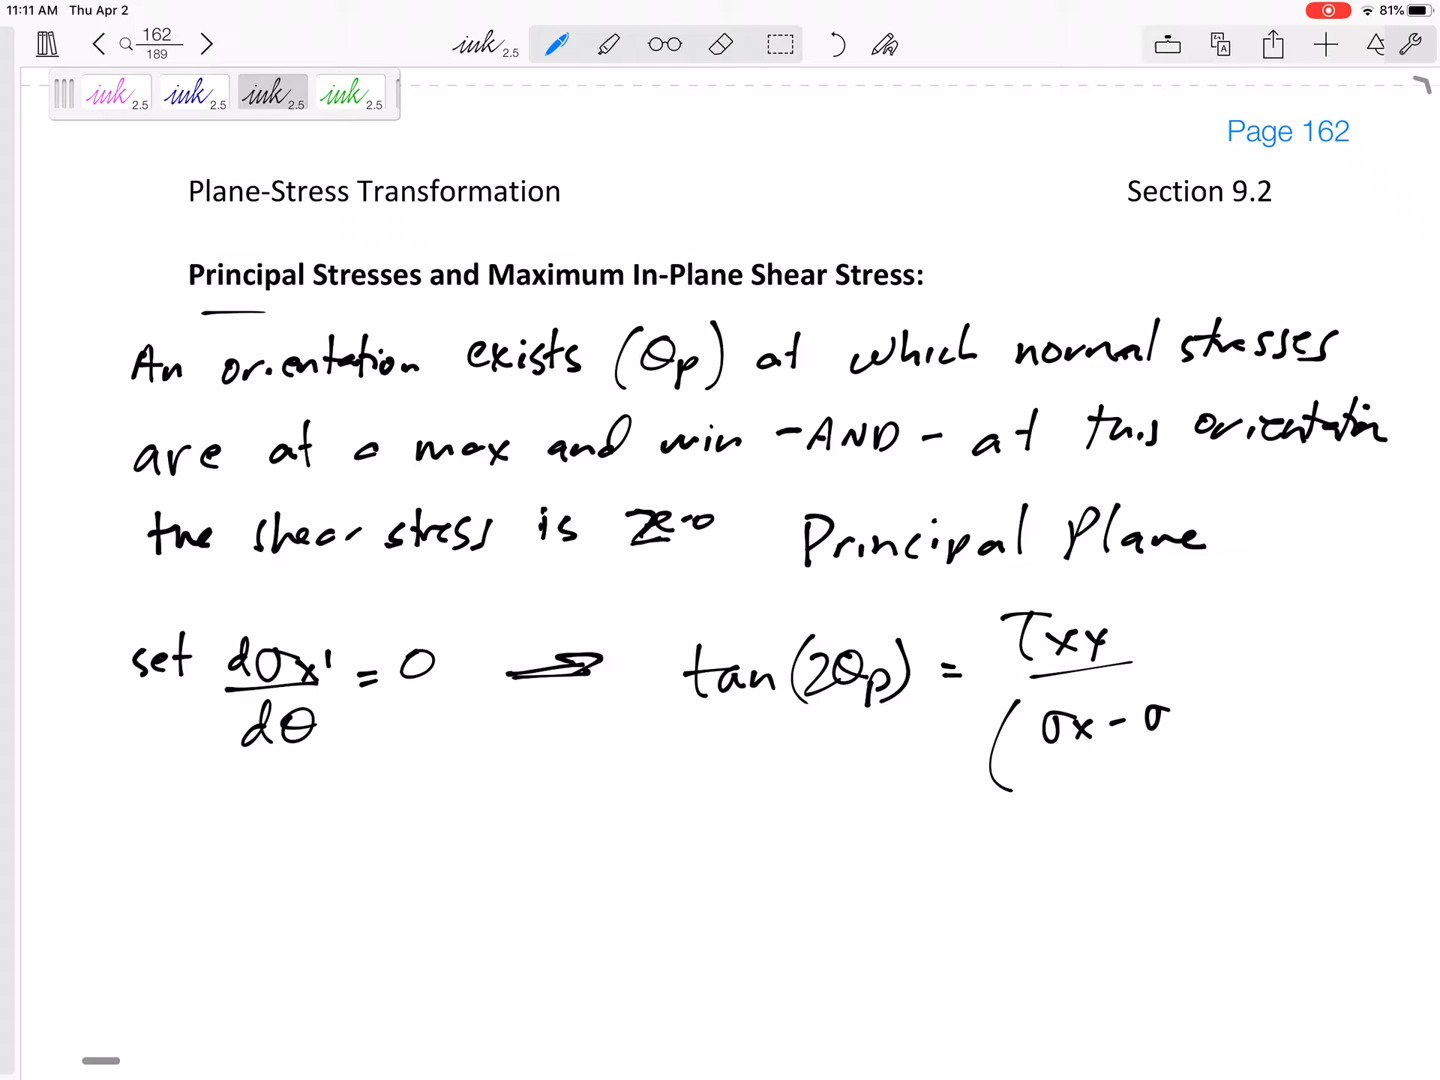 11:11 AM Thu Apr 2
81%
162
189
ink 2.5
ink 2.5 ink 2.5 ink 2.5 ink 2.5
Page 162
Plane-Stress Transformation Section 9.2
Principal Stresses and Maximum In-Plane Shear Stress:
An orientation exists (θp) at which normal stresses
are at a max and min -AND- at this orientation
the shear stress is zero Principal Plane
set dσx'/dθ = 0 ⇒ tan(2θp) = τxy/(σx - σ